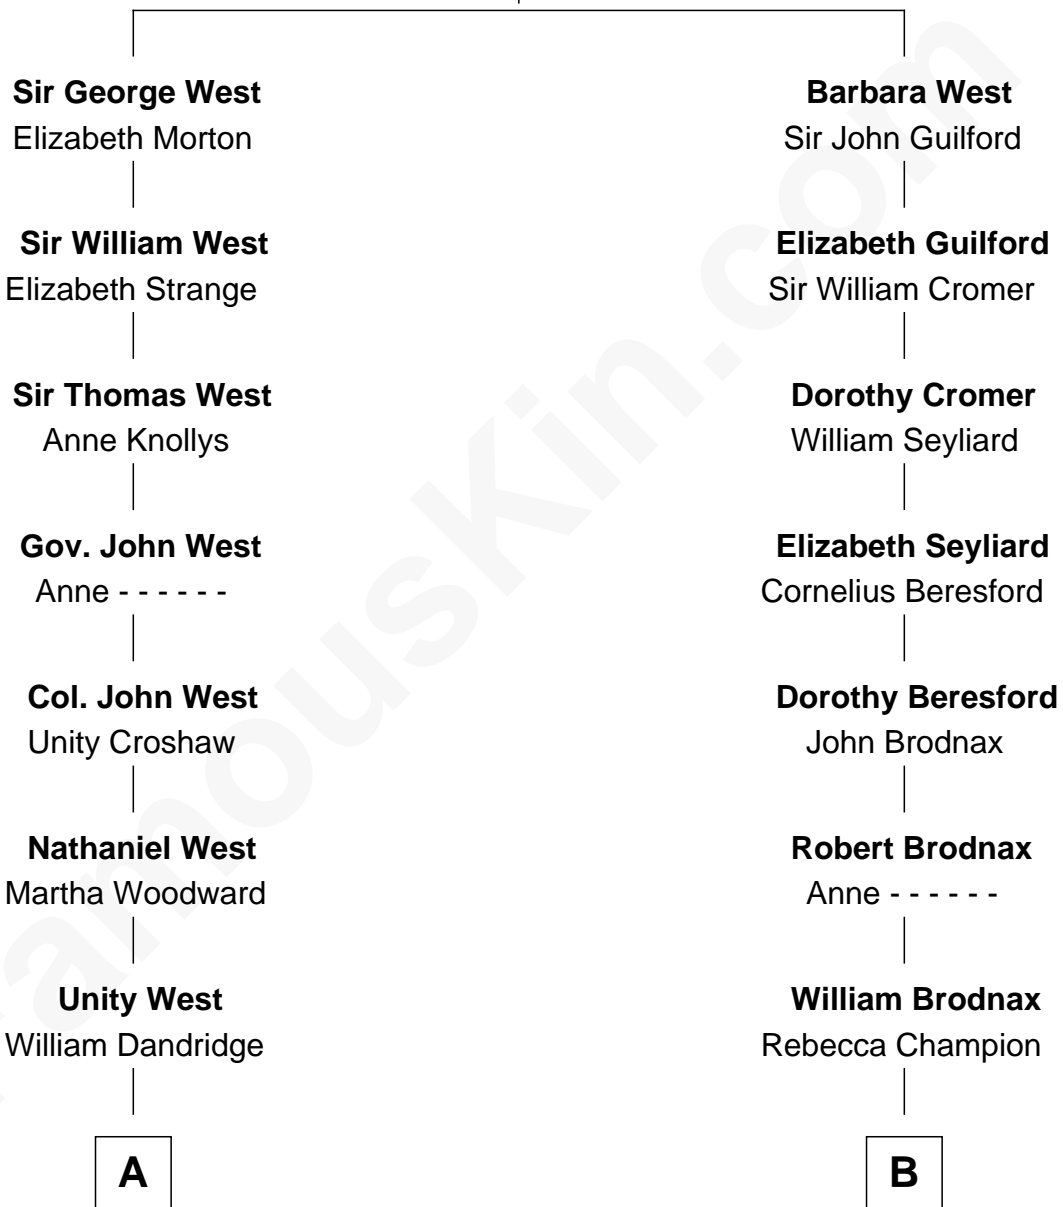 Sir George West
Elizabeth Morton
Sir William West
Elizabeth Strange
Sir Thomas West
Anne Knollys
Gov. John West
Anne - - - - - -
Col. John West
Unity Croshaw
Nathaniel West
Martha Woodward
Unity West
William Dandridge
A
Barbara West
Sir John Guilford
Elizabeth Guilford
Sir William Cromer
Dorothy Cromer
William Seyliard
Elizabeth Seyliard
Cornelius Beresford
Dorothy Beresford
John Brodnax
Robert Brodnax
Anne - - - - - -
William Brodnax
Rebecca Champion
B
FamousKin.com